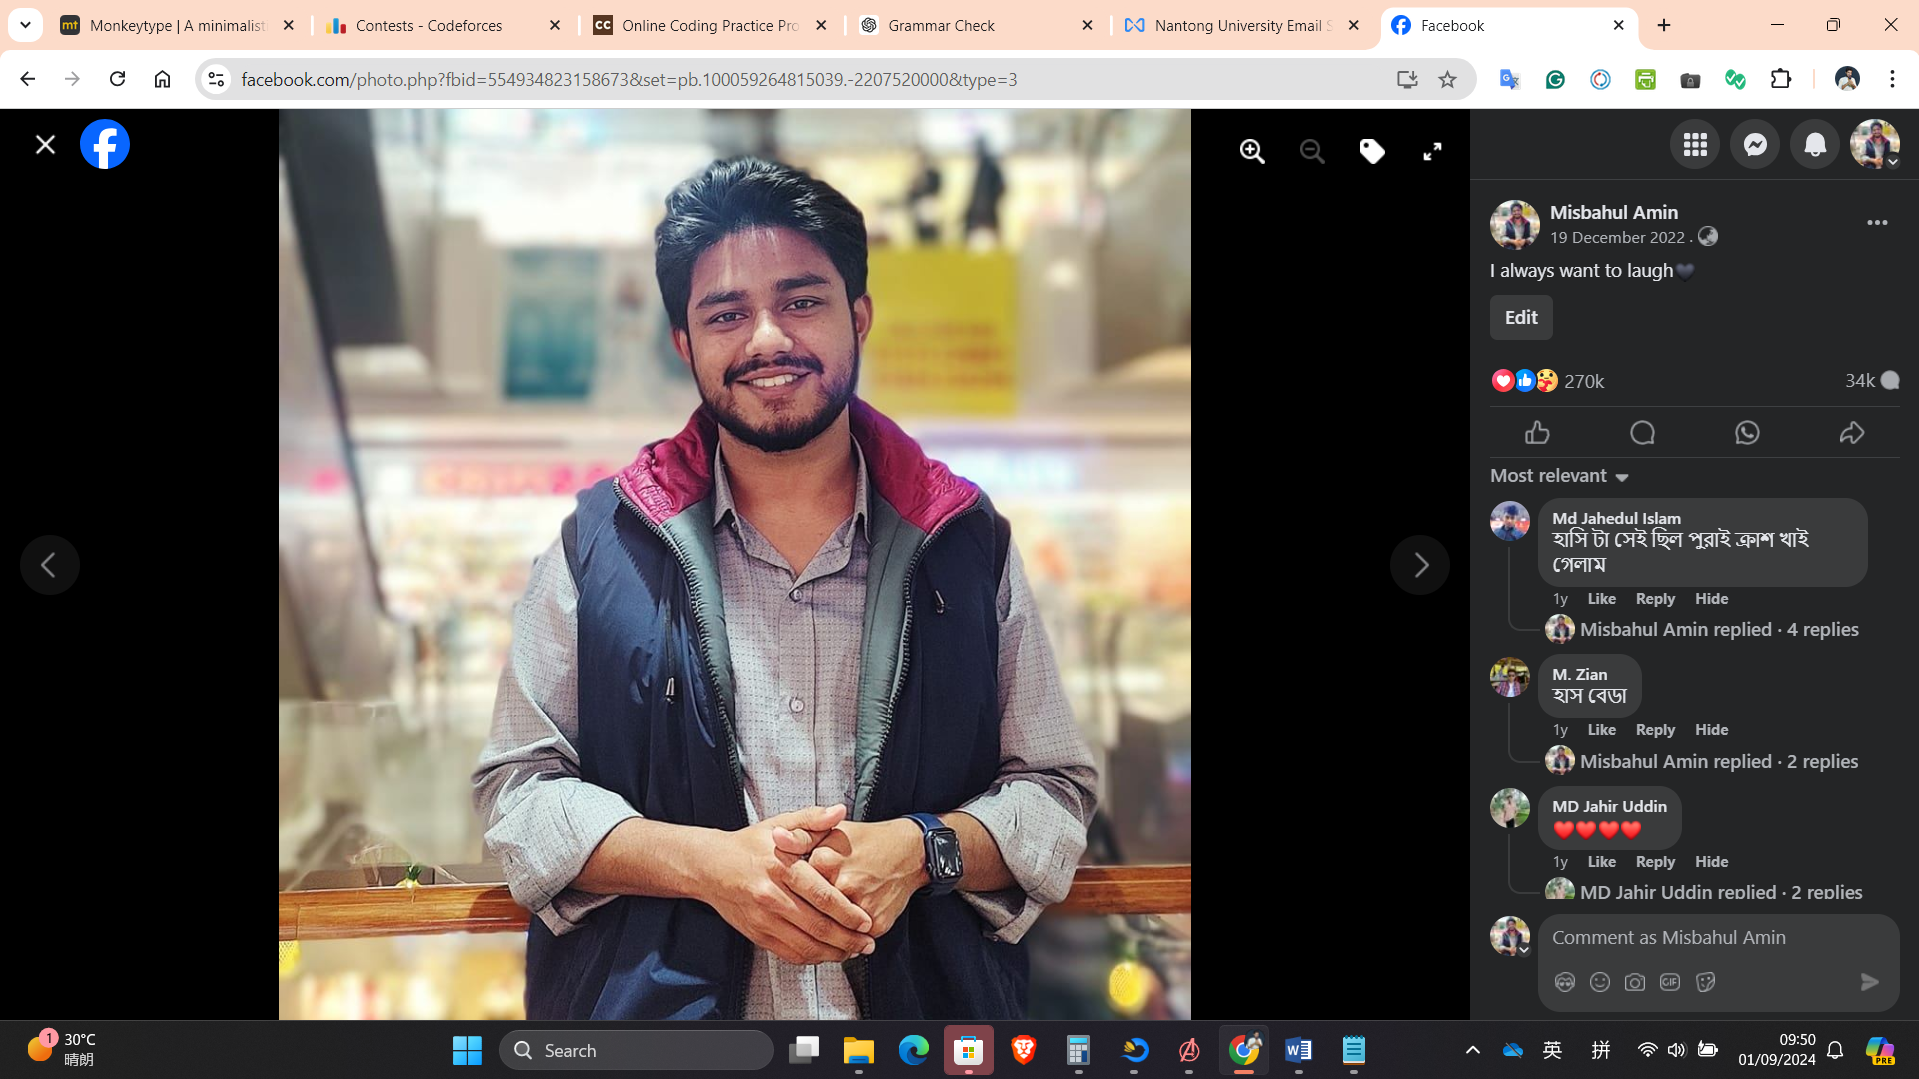 Monkeytype | A minimalist
Contests - Codeforces
Online Coding Practice Pro
Grammar Check
Nantong University Email S
Facebook
facebook.com/photo.php?fbid=554934823158673&set=pb.100059264815039.-2207520000&type=3
Misbahul Amin
19 December 2022 ·
I always want to laugh🖤
Edit
270k
34k
Most relevant
Md Jahedul Islam
হাসি টা সেই ছিল পুরাই ক্রাশ খাই
গেলাম
1y Like Reply Hide
Misbahul Amin replied · 4 replies
M. Zian
হাস বেডা
1y Like Reply Hide
Misbahul Amin replied · 2 replies
MD Jahir Uddin
❤️❤️❤️❤️
1y Like Reply Hide
MD Jahir Uddin replied · 2 replies
Comment as Misbahul Amin
GIF
1
30°C
晴朗
Search
英
拼
09:50
01/09/2024
PRE